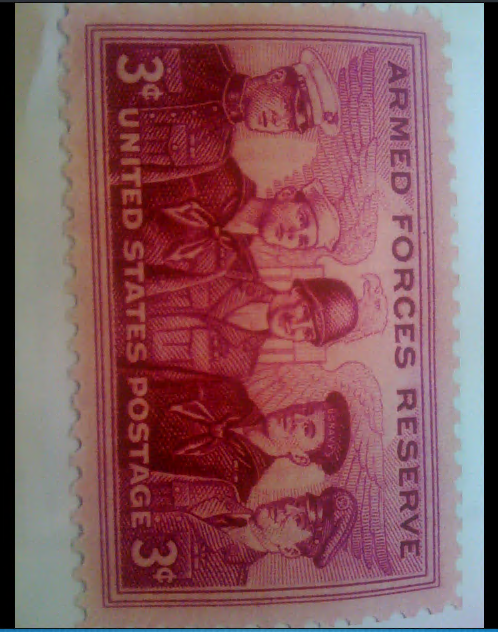 ARMED FORCES RESERVE
3¢ UNITED STATES POSTAGE 3¢